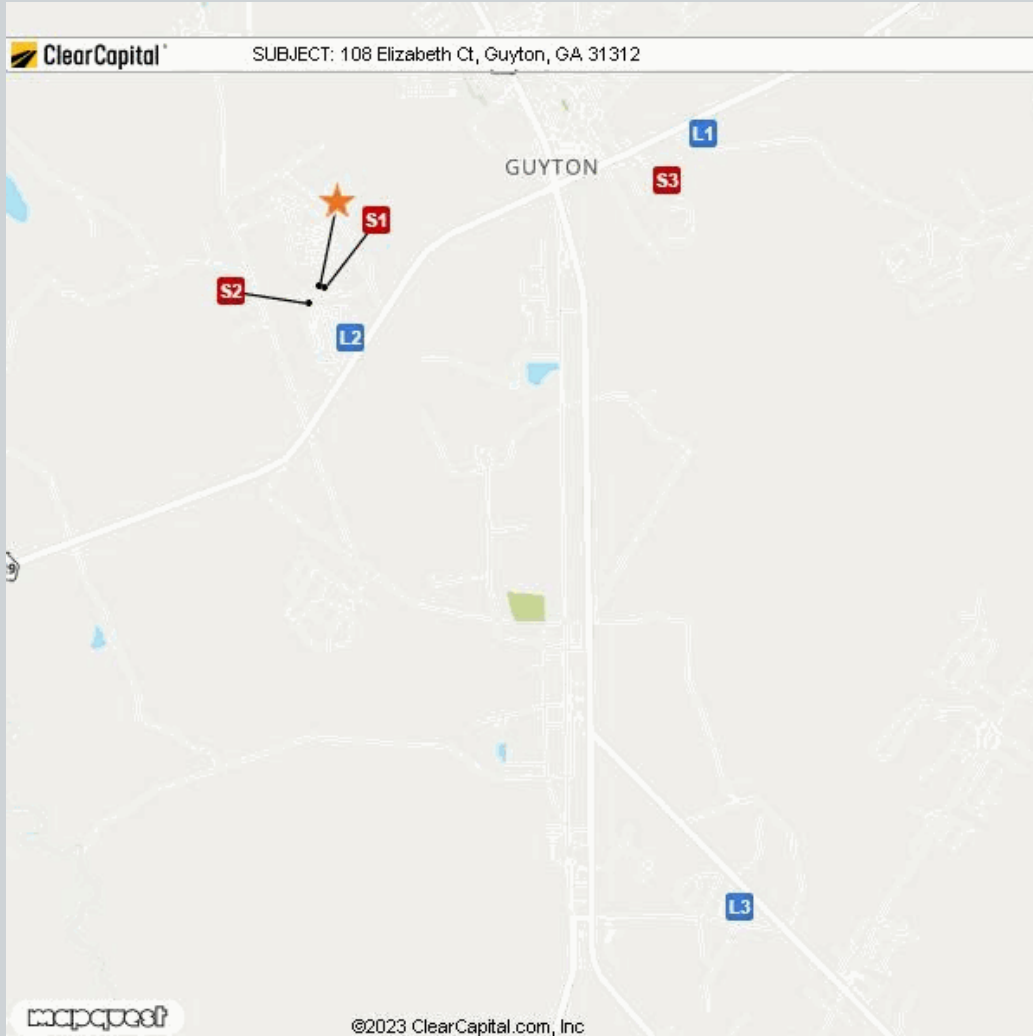 ClearCapital SUBJECT: 108 Elizabeth Ct, Guyton, GA 31312
L1
GUYTON
S3
S1
S2
L2
9
L3
mapquest
©2023 ClearCapital.com, Inc